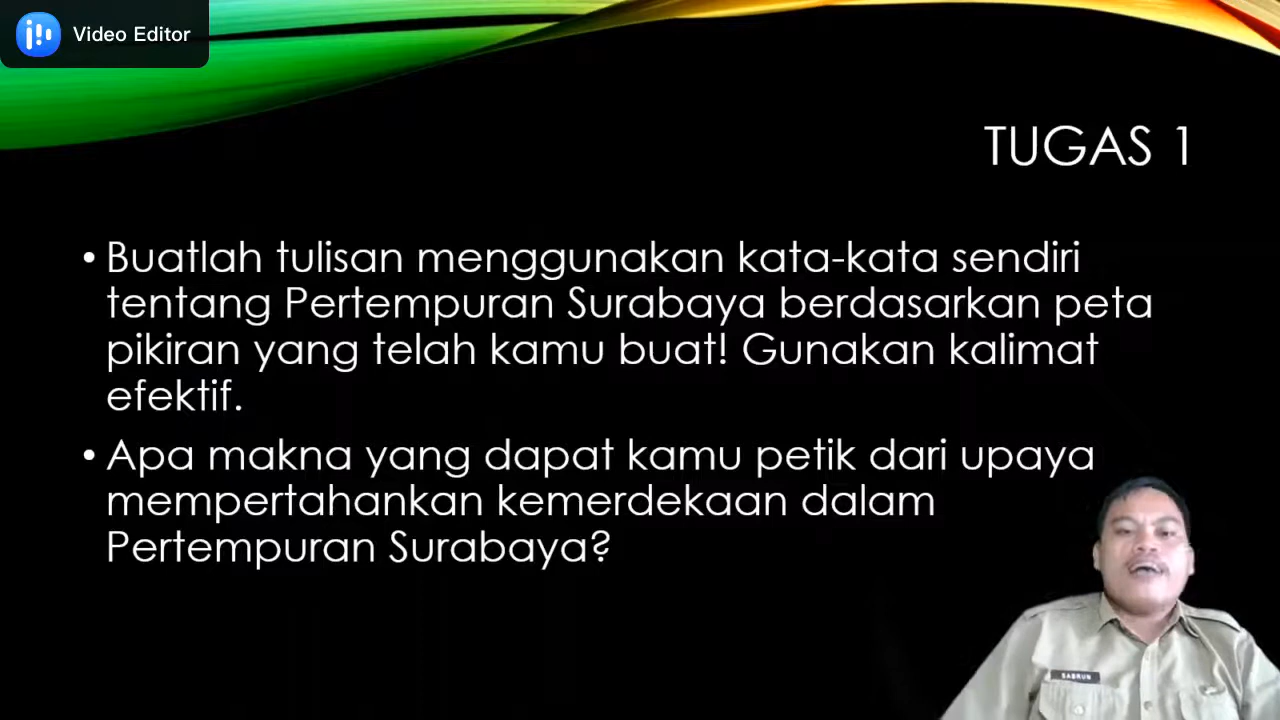 Video Editor
TUGAS 1
• Buatlah tulisan menggunakan kata-kata sendiri
tentang Pertempuran Surabaya berdasarkan peta
pikiran yang telah kamu buat! Gunakan kalimat
efektif.
• Apa makna yang dapat kamu petik dari upaya
mempertahankan kemerdekaan dalam
Pertempuran Surabaya?
SABRUN